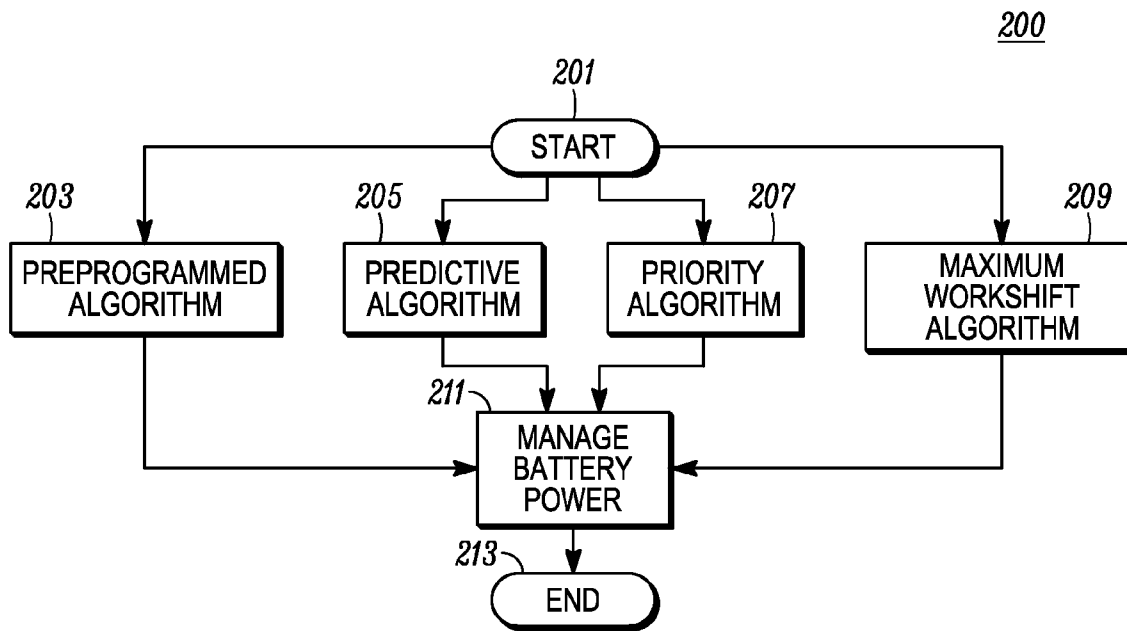 200
201
START
203
205
207
209
PREPROGRAMMED
ALGORITHM
PREDICTIVE
ALGORITHM
PRIORITY
ALGORITHM
MAXIMUM
WORKSHIFT
ALGORITHM
211
MANAGE
BATTERY
POWER
213
END